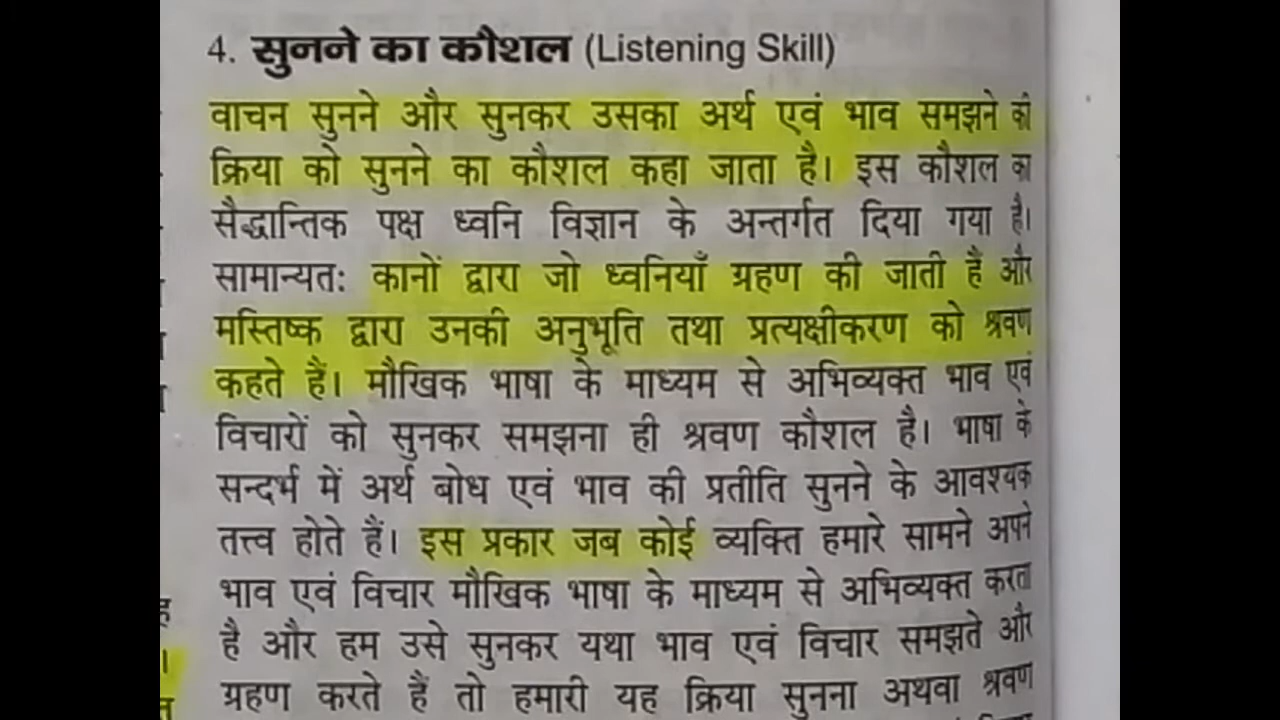 4. सुनने का कौशल (Listening Skill)
वाचन सुनने और सुनकर उसका अर्थ एवं भाव समझने की
क्रिया को सुनने का कौशल कहा जाता है। इस कौशल का
सैद्धान्तिक पक्ष ध्वनि विज्ञान के अन्तर्गत दिया गया है।
सामान्यतः कानों द्वारा जो ध्वनियाँ ग्रहण की जाती हैं और
मस्तिष्क द्वारा उनकी अनुभूति तथा प्रत्यक्षीकरण को श्रवण
कहते हैं। मौखिक भाषा के माध्यम से अभिव्यक्त भाव एवं
विचारों को सुनकर समझना ही श्रवण कौशल है। भाषा के
सन्दर्भ में अर्थ बोध एवं भाव की प्रतीति सुनने के आवश्यक
तत्त्व होते हैं। इस प्रकार जब कोई व्यक्ति हमारे सामने अपने
भाव एवं विचार मौखिक भाषा के माध्यम से अभिव्यक्त करता
है और हम उसे सुनकर यथा भाव एवं विचार समझते और
ग्रहण करते हैं तो हमारी यह क्रिया सुनना अथवा श्रवण